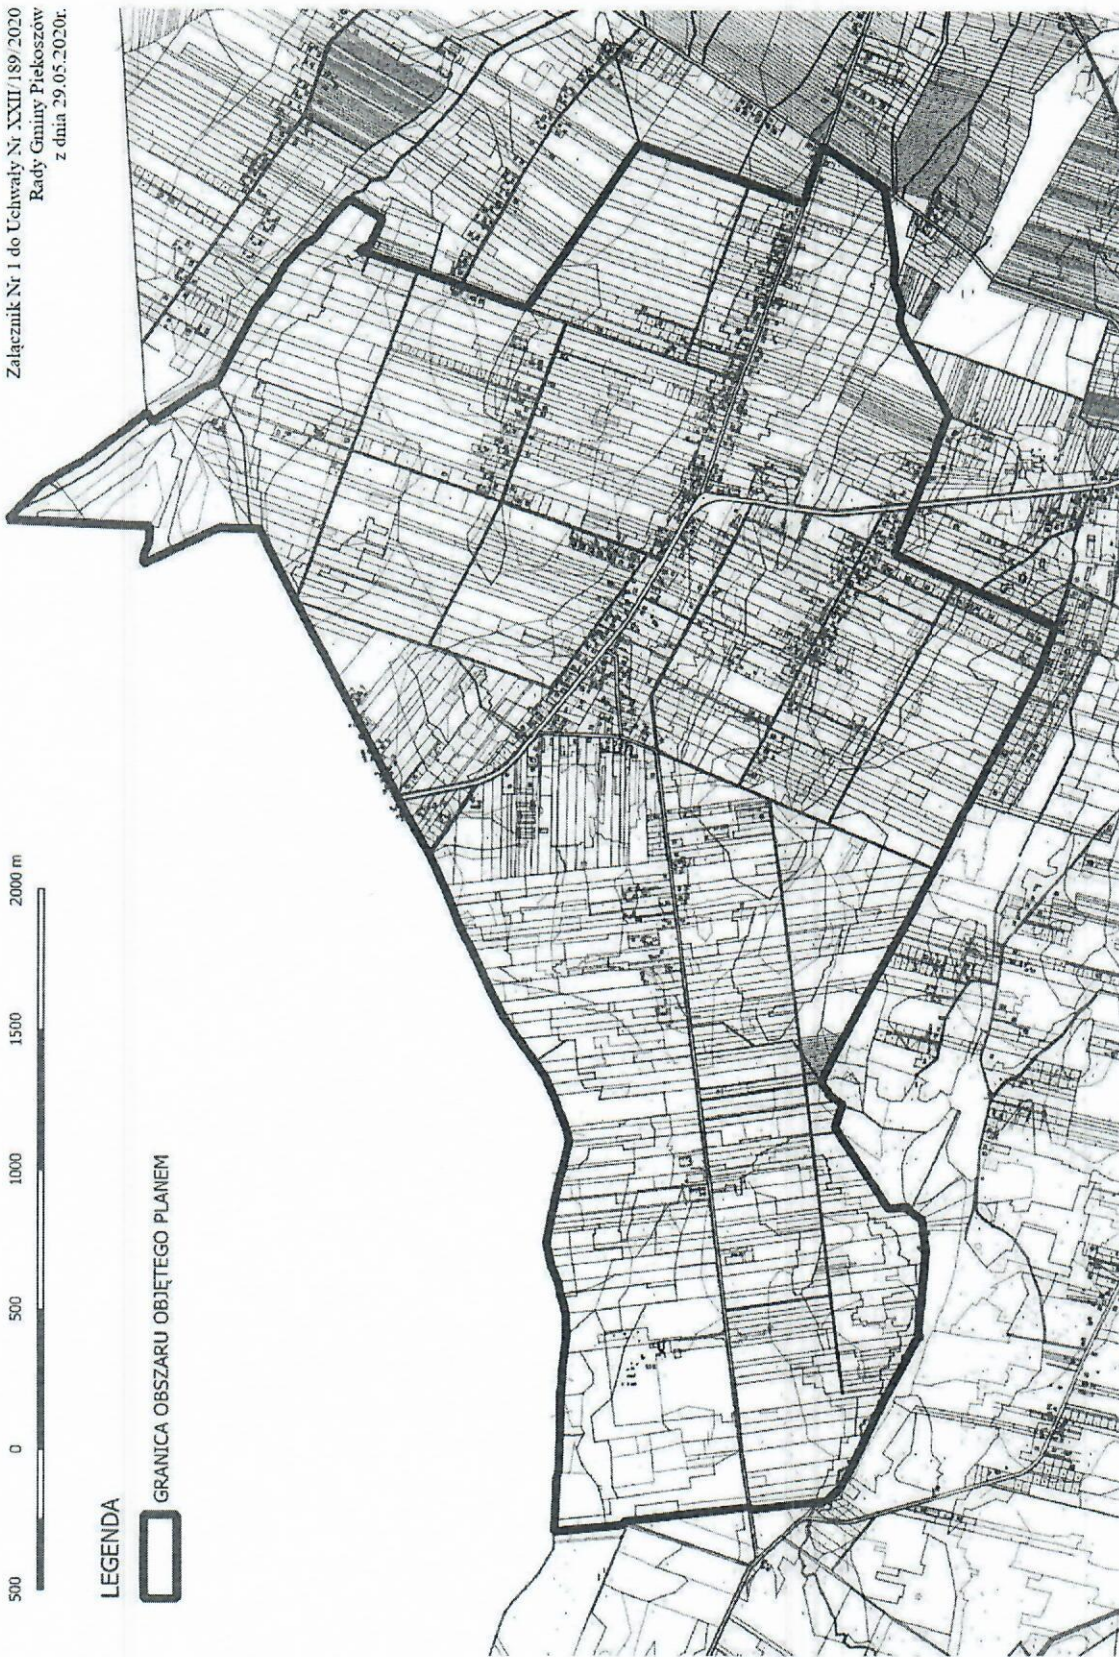 Załącznik Nr 1 do Uchwały Nr XXII/189/2020
Rady Gminy Piekoszów
z dnia 29.05.2020r.
500 0 500 1000 1500 2000 m
LEGENDA
GRANICA OBSZARU OBJĘTEGO PLANEM